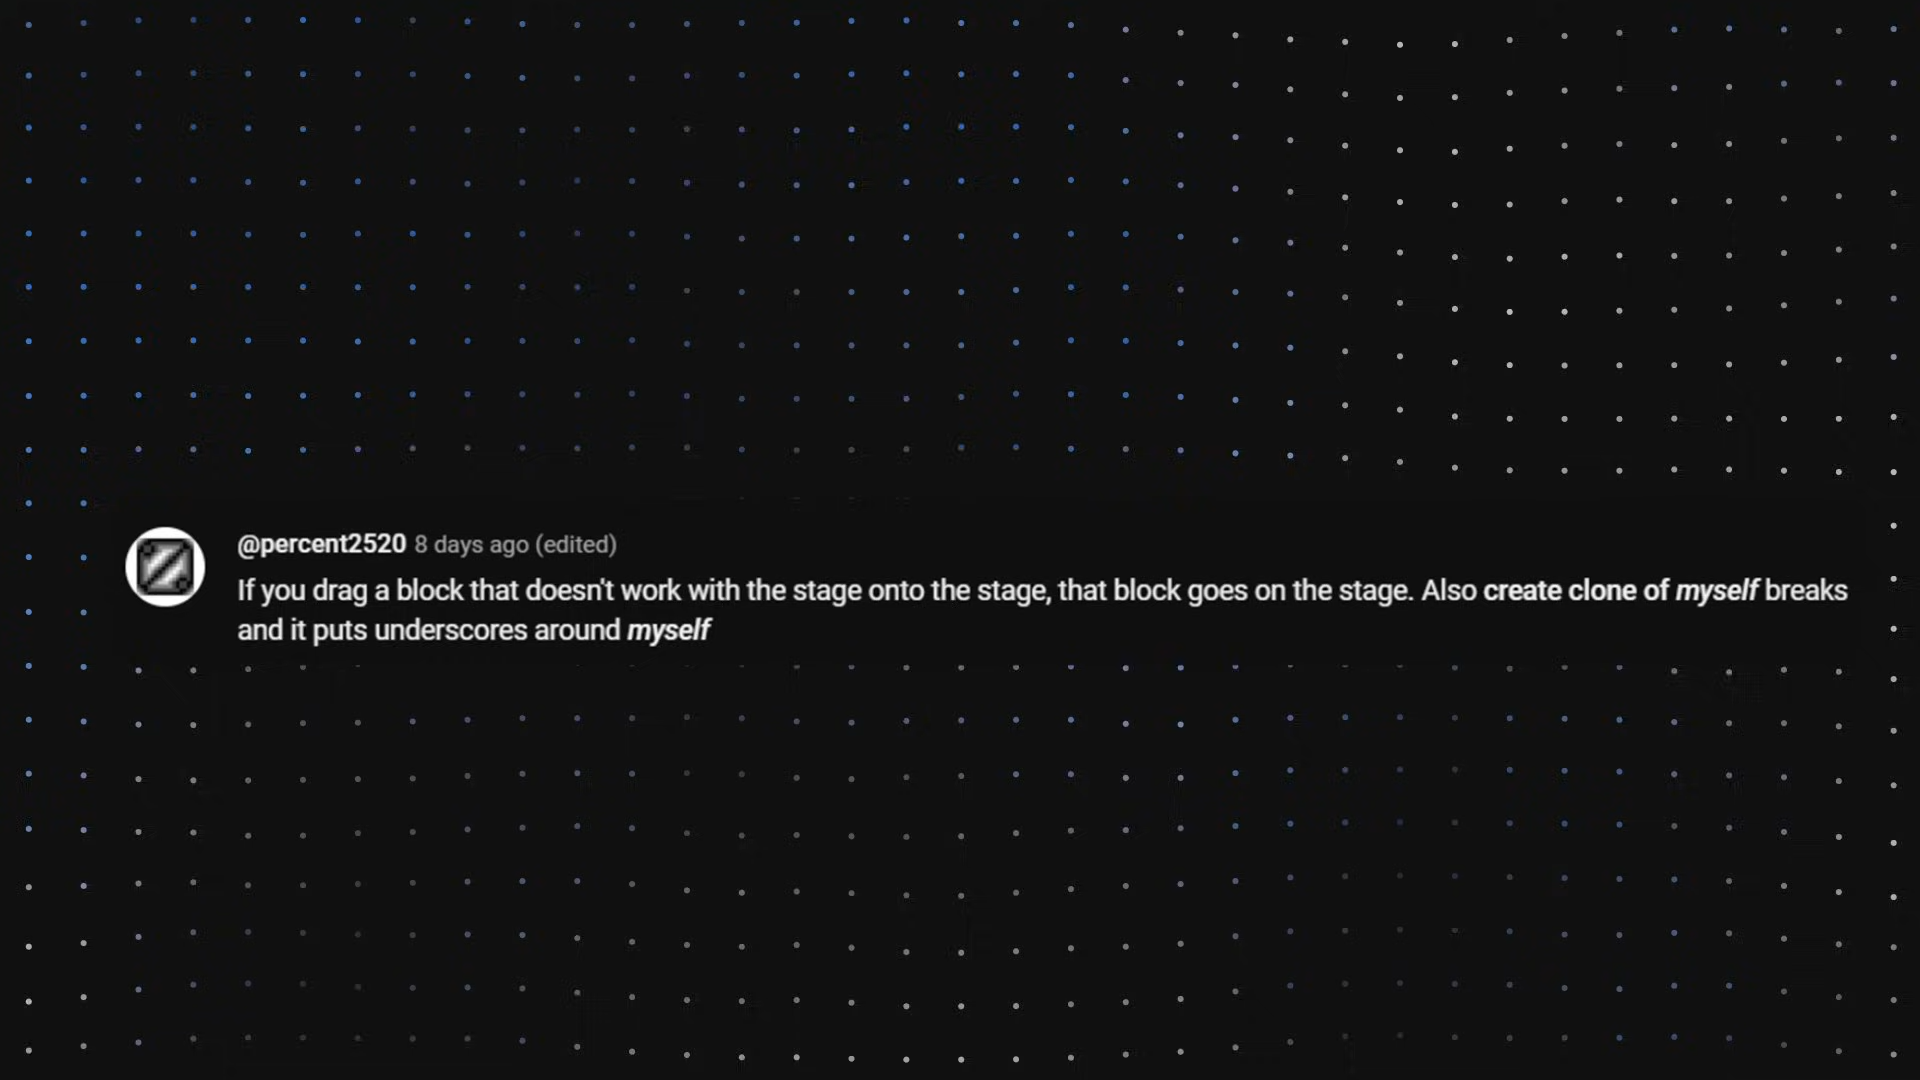 @percent2520 8 days ago (edited)
If you drag a block that doesn't work with the stage onto the stage, that block goes on the stage. Also create clone of myself breaks
and it puts underscores around myself